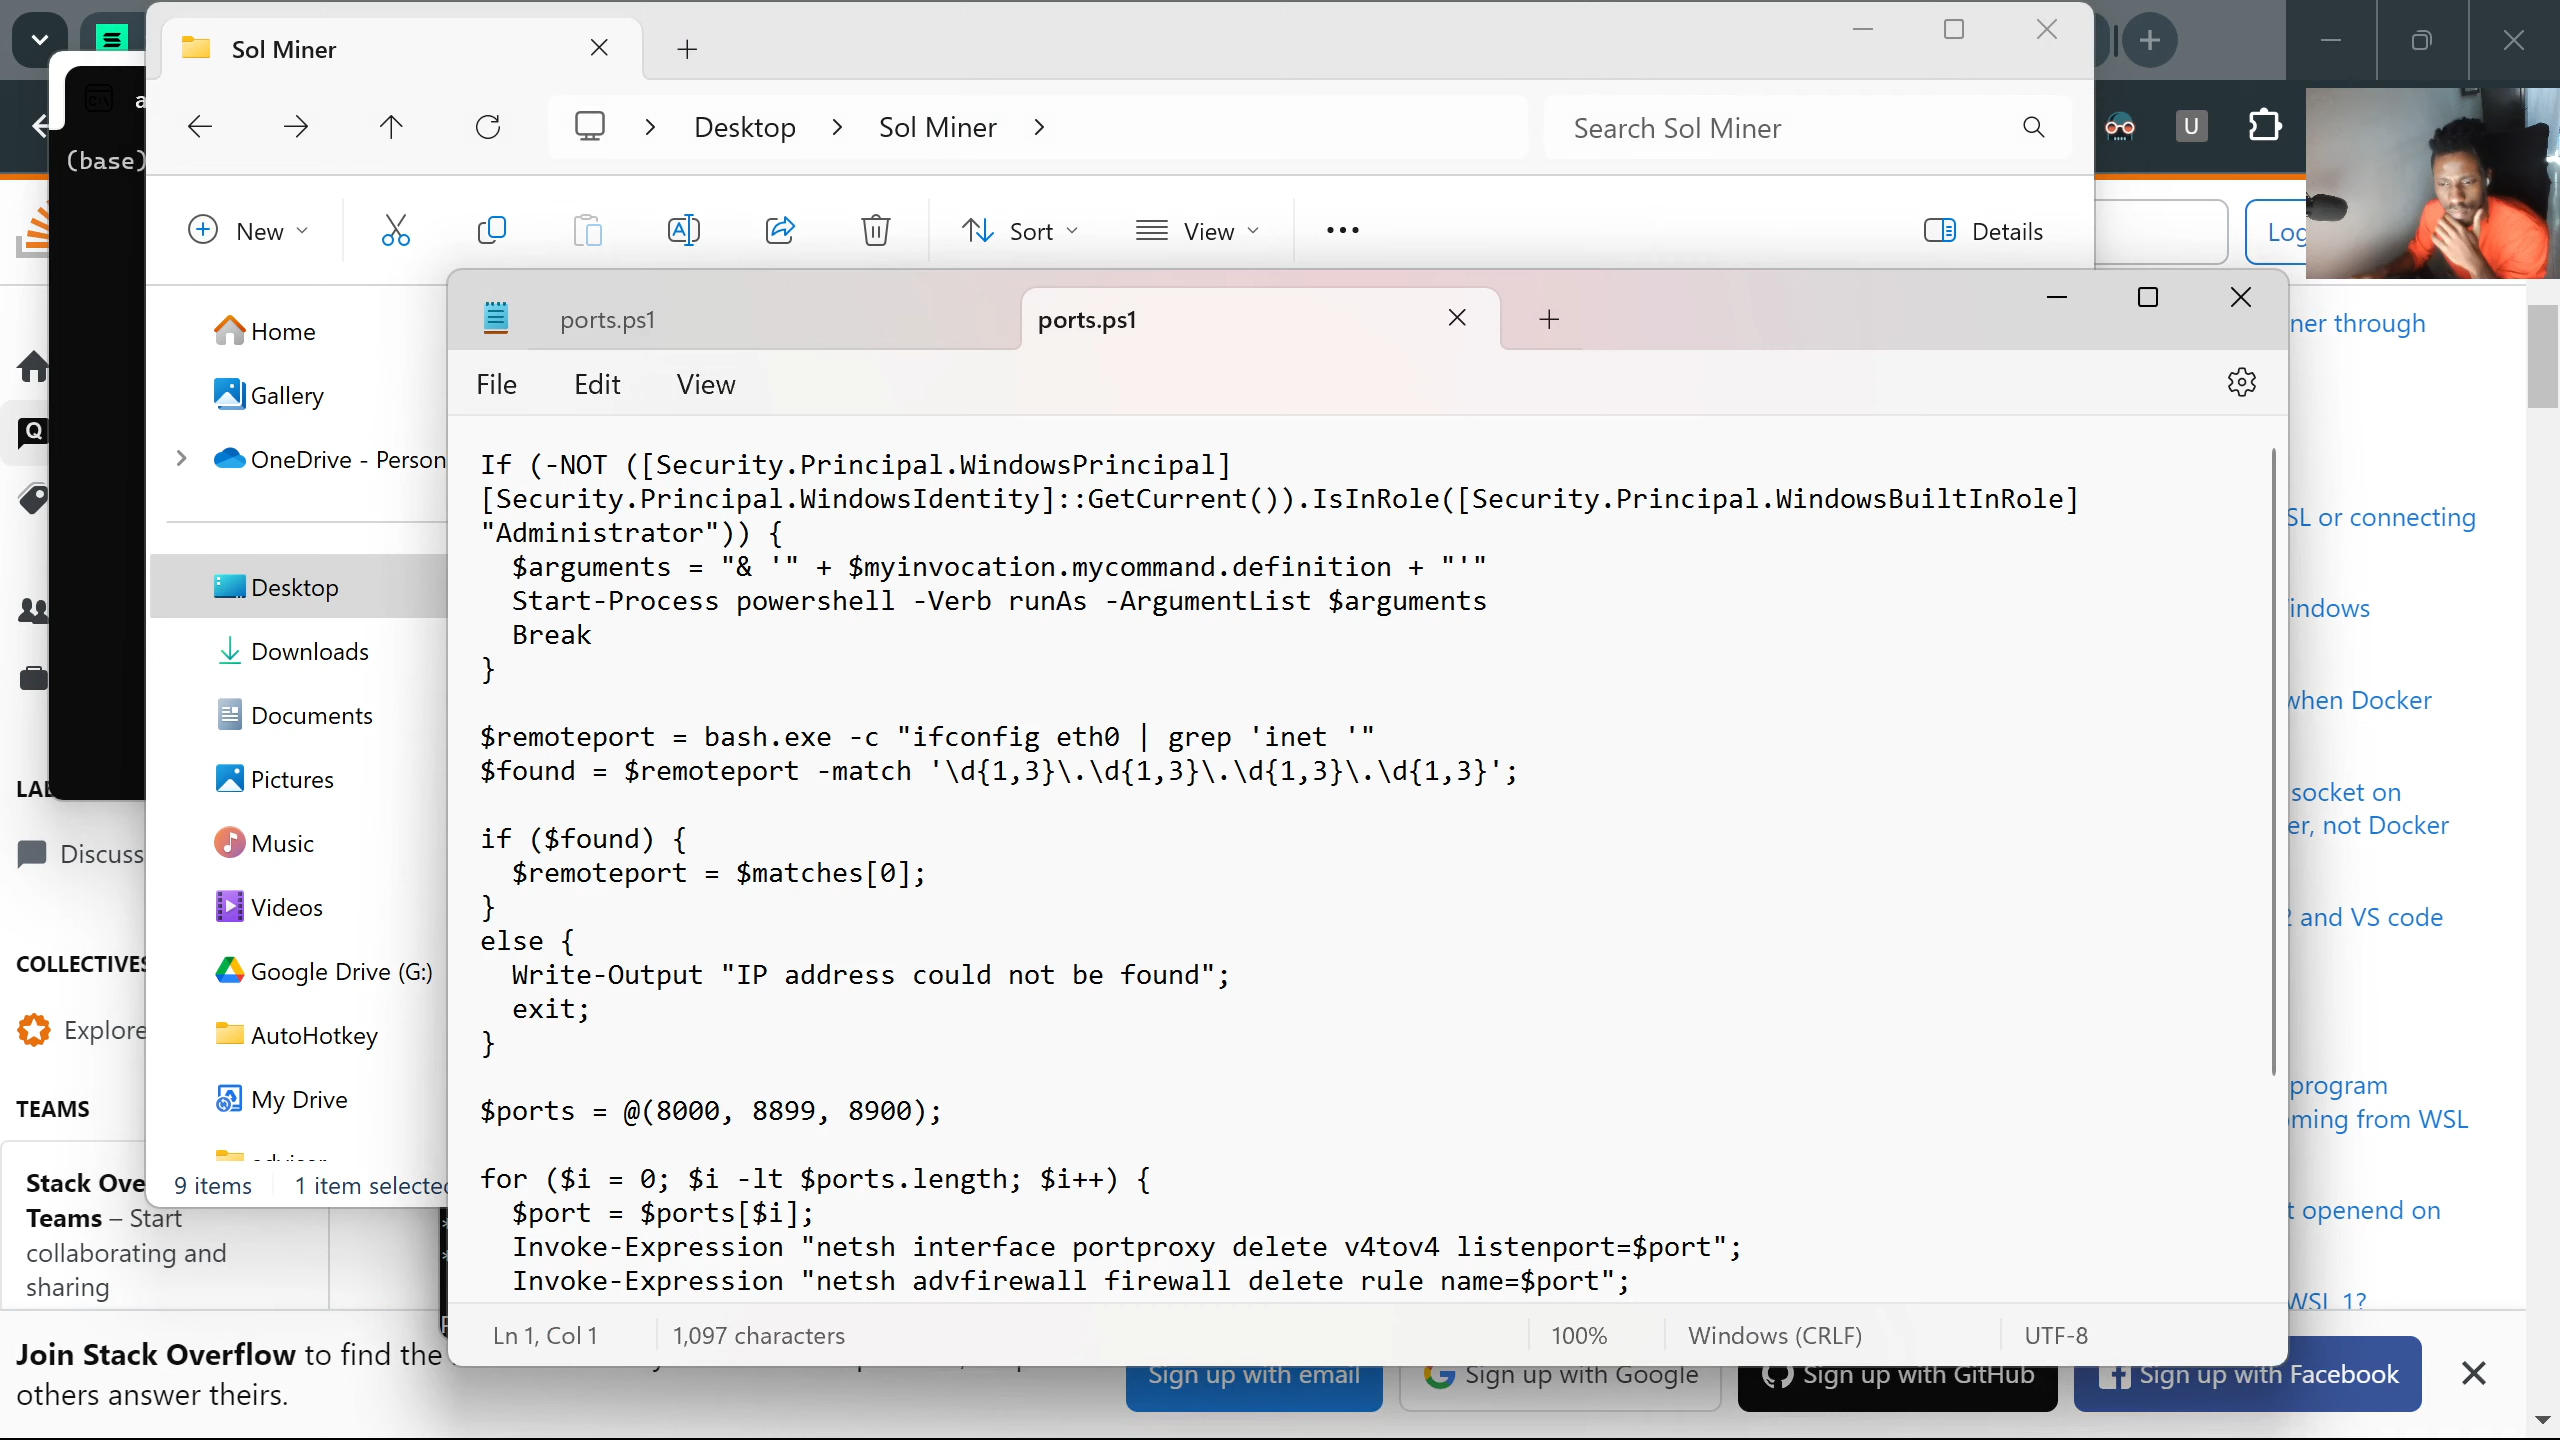 Sol Miner
(base)
Desktop
Sol Miner
Search Sol Miner
U
New
Sort
View
Details
Log
Home
Gallery
OneDrive - Person
Desktop
Downloads
Documents
Pictures
Music
Videos
Google Drive (G:)
AutoHotkey
My Drive
9 items
1 item selected
ports.ps1
ports.ps1
File
Edit
View
If (-NOT ([Security.Principal.WindowsPrincipal]
[Security.Principal.WindowsIdentity]::GetCurrent()).IsInRole([Security.Principal.WindowsBuiltInRole]
"Administrator")) {
  $arguments = "& '" + $myinvocation.mycommand.definition + "'"
  Start-Process powershell -Verb runAs -ArgumentList $arguments
  Break
}
$remoteport = bash.exe -c "ifconfig eth0 | grep 'inet '"
$found = $remoteport -match '\d{1,3}\.\d{1,3}\.\d{1,3}\.\d{1,3}';
if ($found) {
  $remoteport = $matches[0];
}
else {
  Write-Output "IP address could not be found";
  exit;
}
$ports = @(8000, 8899, 8900);
for ($i = 0; $i -lt $ports.length; $i++) {
  $port = $ports[$i];
  Invoke-Expression "netsh interface portproxy delete v4tov4 listenport=$port";
  Invoke-Expression "netsh advfirewall firewall delete rule name=$port";
Ln 1, Col 1
1,097 characters
100%
Windows (CRLF)
UTF-8
ner through
SL or connecting
indows
when Docker
socket on
er, not Docker
2 and VS code
program
ming from WSL
t openend on
WSL 1?
Discuss
COLLECTIVES
Explore
TEAMS
Stack Ove
Teams – Start
collaborating and
sharing
Join Stack Overflow to find the
others answer theirs.
Sign up with email
Sign up with Google
Sign up with GitHub
Sign up with Facebook